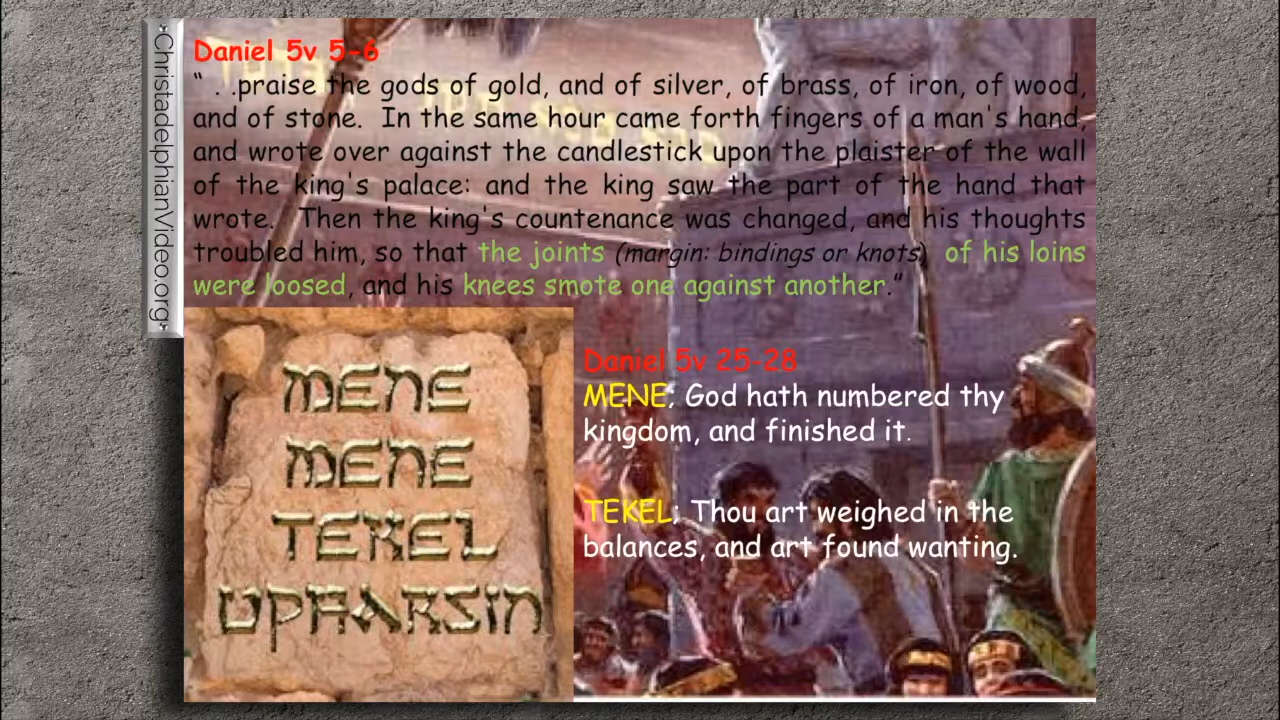 •ChristadelphianVideo.org•
Daniel 5v 5-6
“ . .praise the gods of gold, and of silver, of brass, of iron, of wood,
and of stone. In the same hour came forth fingers of a man's hand,
and wrote over against the candlestick upon the plaister of the wall
of the king's palace: and the king saw the part of the hand that
wrote. Then the king's countenance was changed, and his thoughts
troubled him, so that the joints (margin: bindings or knots) of his loins
were loosed, and his knees smote one against another.”
MENE
MENE
TEKEL
UPHARSIN
Daniel 5v 25-28
MENE; God hath numbered thy
kingdom, and finished it.
TEKEL; Thou art weighed in the
balances, and art found wanting.